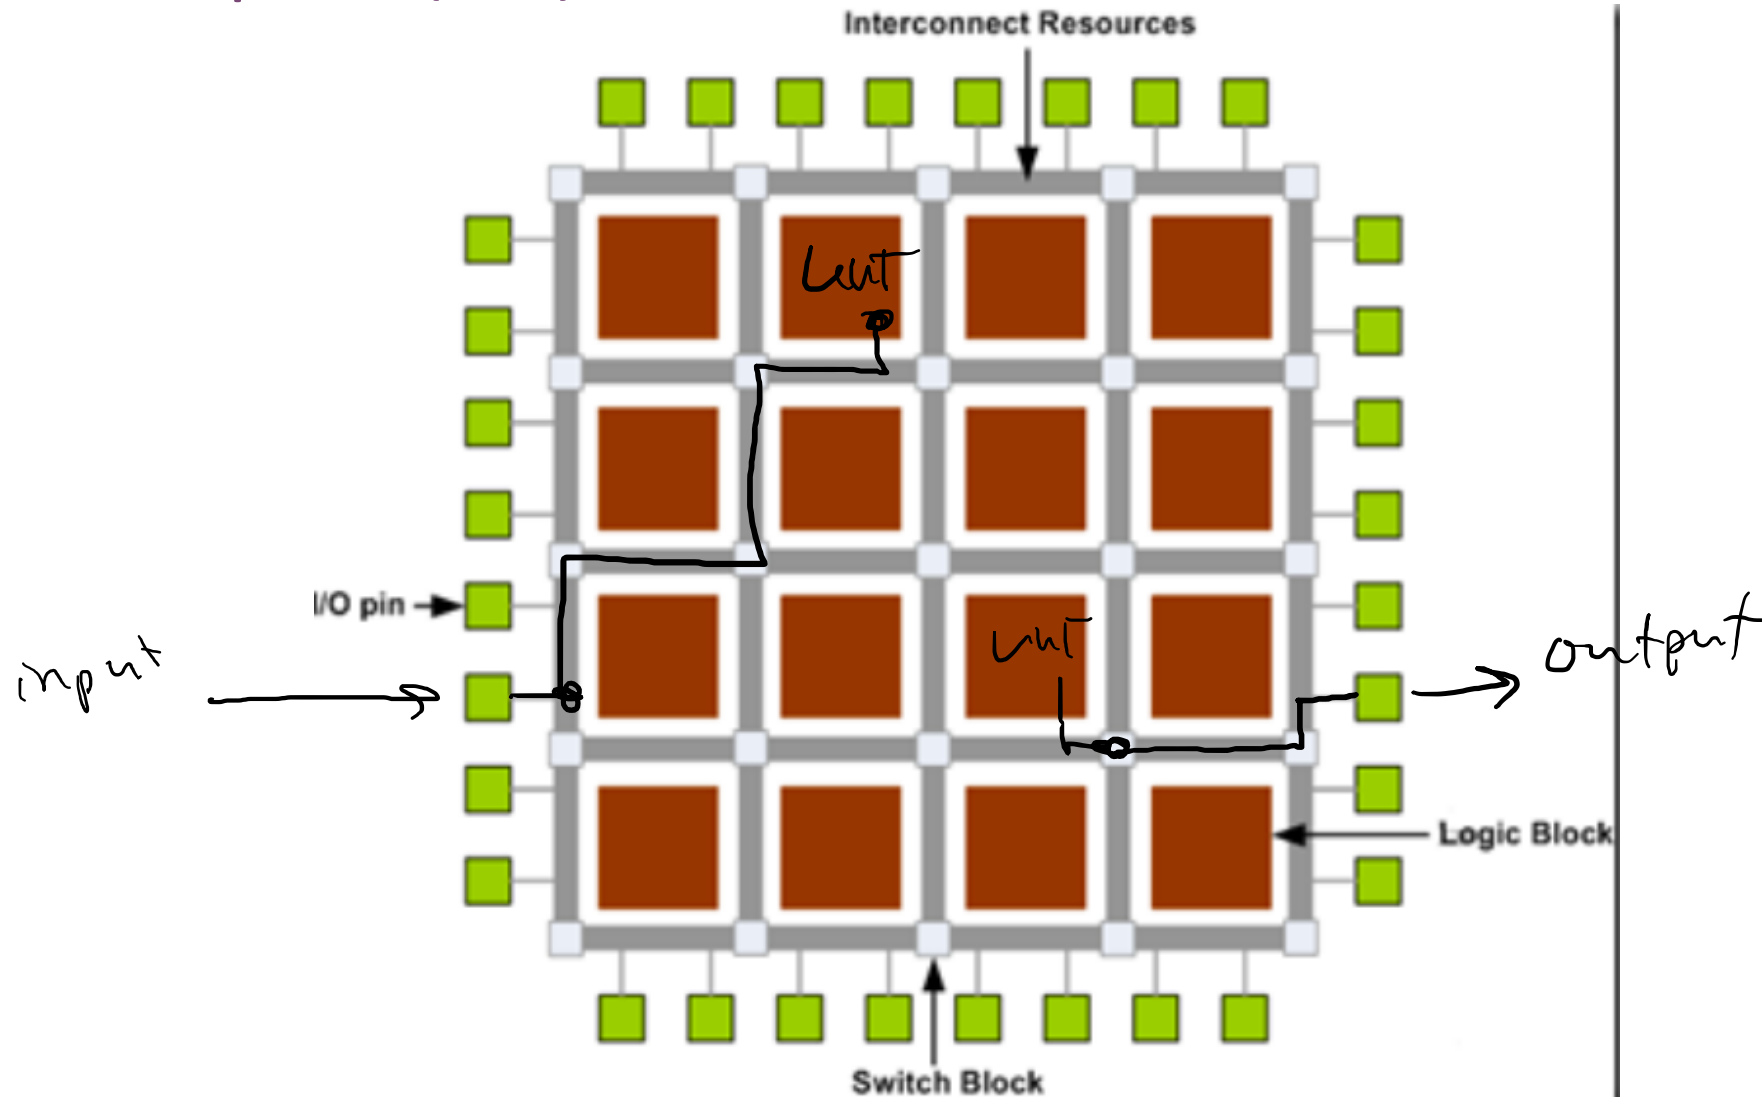 Interconnect Resources
LUT
I/O pin
input
LUT
output
Logic Block
Switch Block